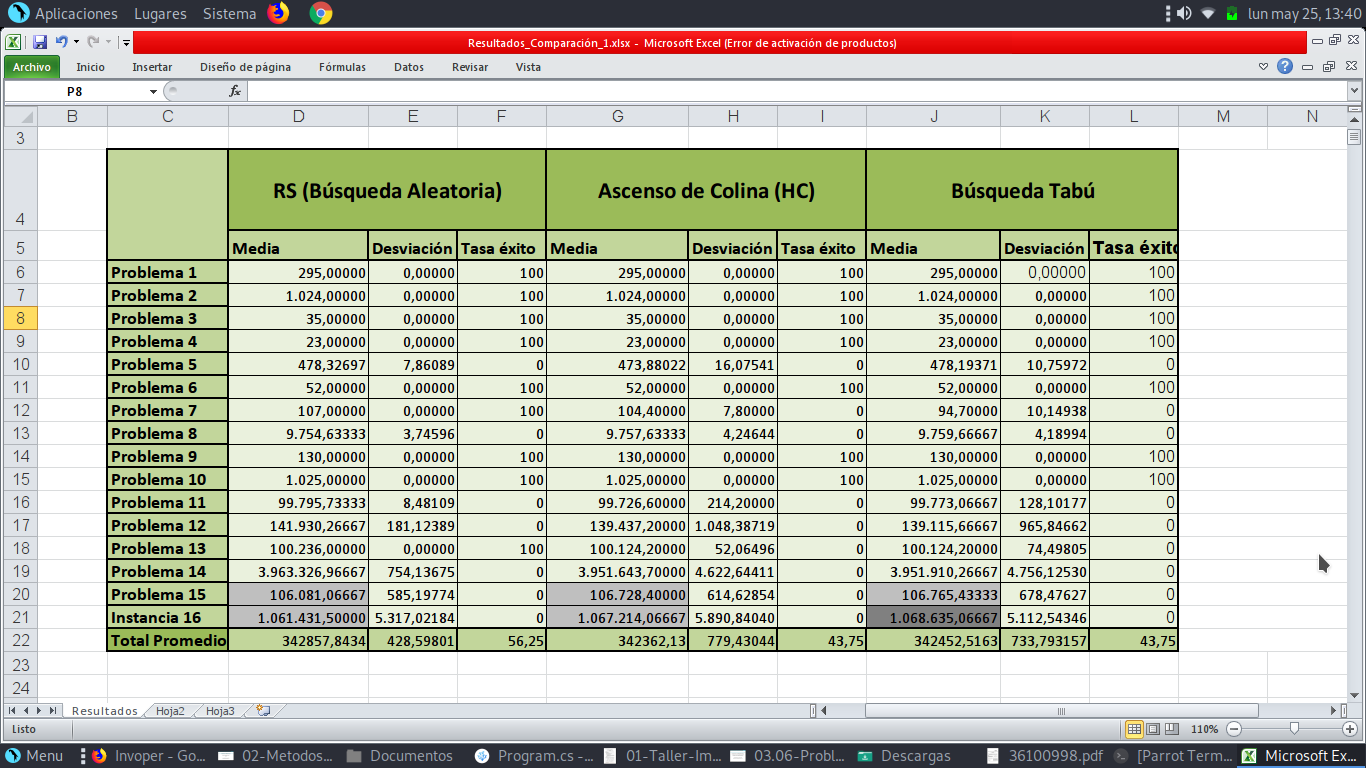 Aplicaciones Lugares Sistema lun may 25, 13:40
Resultados_Comparación_1.xlsx - Microsoft Excel (Error de activación de productos)
Archivo Inicio Insertar Diseño de página Fórmulas Datos Revisar Vista
P8 fx
B C D E F G H I J K L M N
3
4 RS (Búsqueda Aleatoria) Ascenso de Colina (HC) Búsqueda Tabú
5 Media Desviación Tasa éxito Media Desviación Tasa éxito Media Desviación Tasa éxito
6 Problema 1 295,00000 0,00000 100 295,00000 0,00000 100 295,00000 0,00000 100
7 Problema 2 1.024,00000 0,00000 100 1.024,00000 0,00000 100 1.024,00000 0,00000 100
8 Problema 3 35,00000 0,00000 100 35,00000 0,00000 100 35,00000 0,00000 100
9 Problema 4 23,00000 0,00000 100 23,00000 0,00000 100 23,00000 0,00000 100
10 Problema 5 478,32697 7,86089 0 473,88022 16,07541 0 478,19371 10,75972 0
11 Problema 6 52,00000 0,00000 100 52,00000 0,00000 100 52,00000 0,00000 100
12 Problema 7 107,00000 0,00000 100 104,40000 7,80000 0 94,70000 10,14938 0
13 Problema 8 9.754,63333 3,74596 0 9.757,63333 4,24644 0 9.759,66667 4,18994 0
14 Problema 9 130,00000 0,00000 100 130,00000 0,00000 100 130,00000 0,00000 100
15 Problema 10 1.025,00000 0,00000 100 1.025,00000 0,00000 100 1.025,00000 0,00000 100
16 Problema 11 99.795,73333 8,48109 0 99.726,60000 214,20000 0 99.773,06667 128,10177 0
17 Problema 12 141.930,26667 181,12389 0 139.437,20000 1.048,38719 0 139.115,66667 965,84662 0
18 Problema 13 100.236,00000 0,00000 100 100.124,20000 52,06496 0 100.124,20000 74,49805 0
19 Problema 14 3.963.326,96667 754,13675 0 3.951.643,70000 4.622,64411 0 3.951.910,26667 4.756,12530 0
20 Problema 15 106.081,06667 585,19774 0 106.728,40000 614,62854 0 106.765,43333 678,47627 0
21 Instancia 16 1.061.431,50000 5.317,02184 0 1.067.214,06667 5.890,84040 0 1.068.635,06667 5.112,54346 0
22 Total Promedio 342857,8434 428,59801 56,25 342362,13 779,43044 43,75 342452,5163 733,793157 43,75
23
24
Resultados Hoja2 Hoja3
Listo 110%
Menu Invoper - Go... 02-Metodos... Documentos Program.cs -... 01-Taller-Im... 03.06-Probl... Descargas 36100998.pdf [Parrot Term... Microsoft Ex...